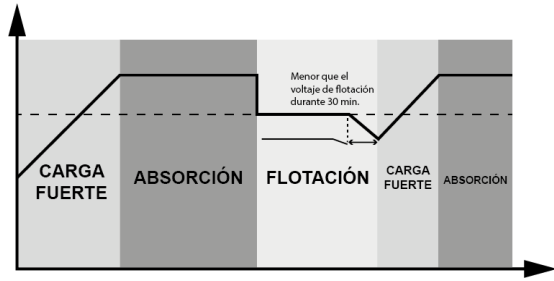 Menor que el
voltaje de flotación
durante 30 min.
CARGA
FUERTE
ABSORCIÓN
FLOTACIÓN
CARGA
FUERTE
ABSORCIÓN